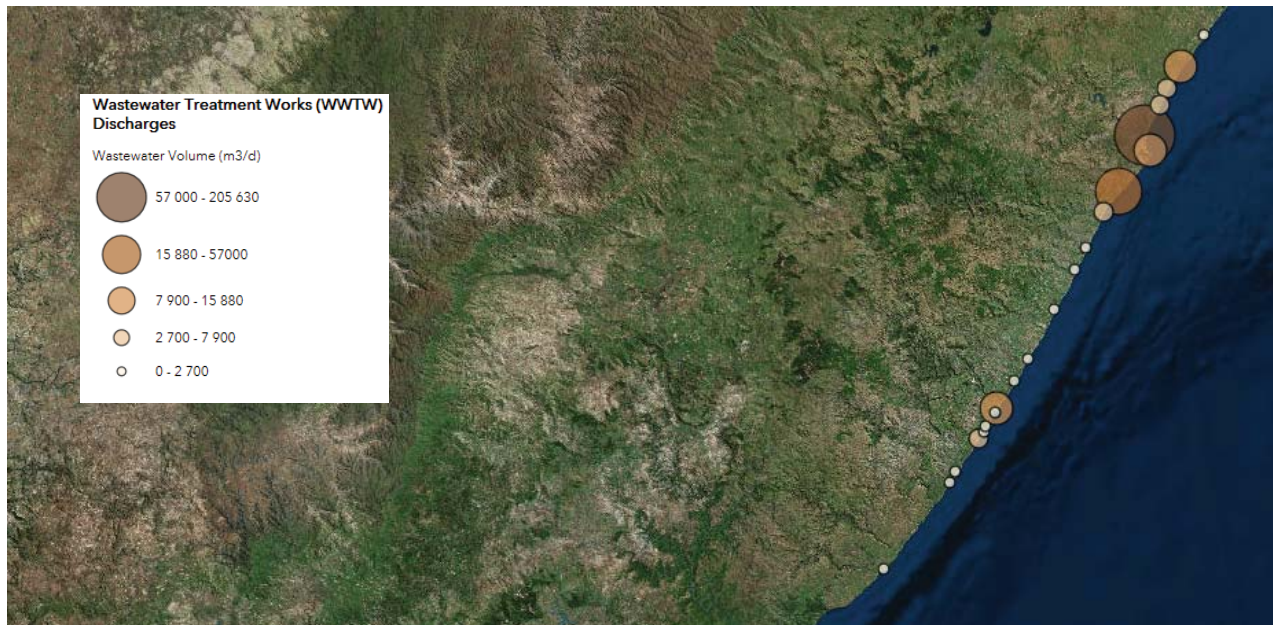 Wastewater Treatment Works (WWTW)
Discharges
Wastewater Volume (m3/d)
57 000 - 205 630
15 880 - 57000
7 900 - 15 880
2 700 - 7 900
0 - 2 700